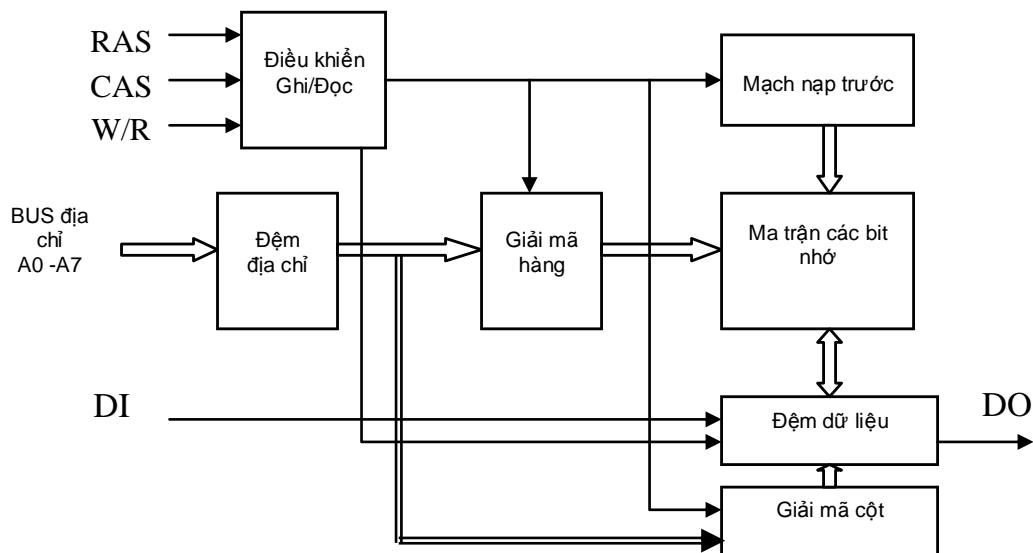 RAS
CAS
W/R
Điều khiển
Ghi/Đọc
Mạch nạp trước
BUS địa
chỉ
A0 -A7
Đệm
địa chỉ
Giải mã
hàng
Ma trận các bit
nhớ
DI
Đệm dữ liệu
DO
Giải mã cột